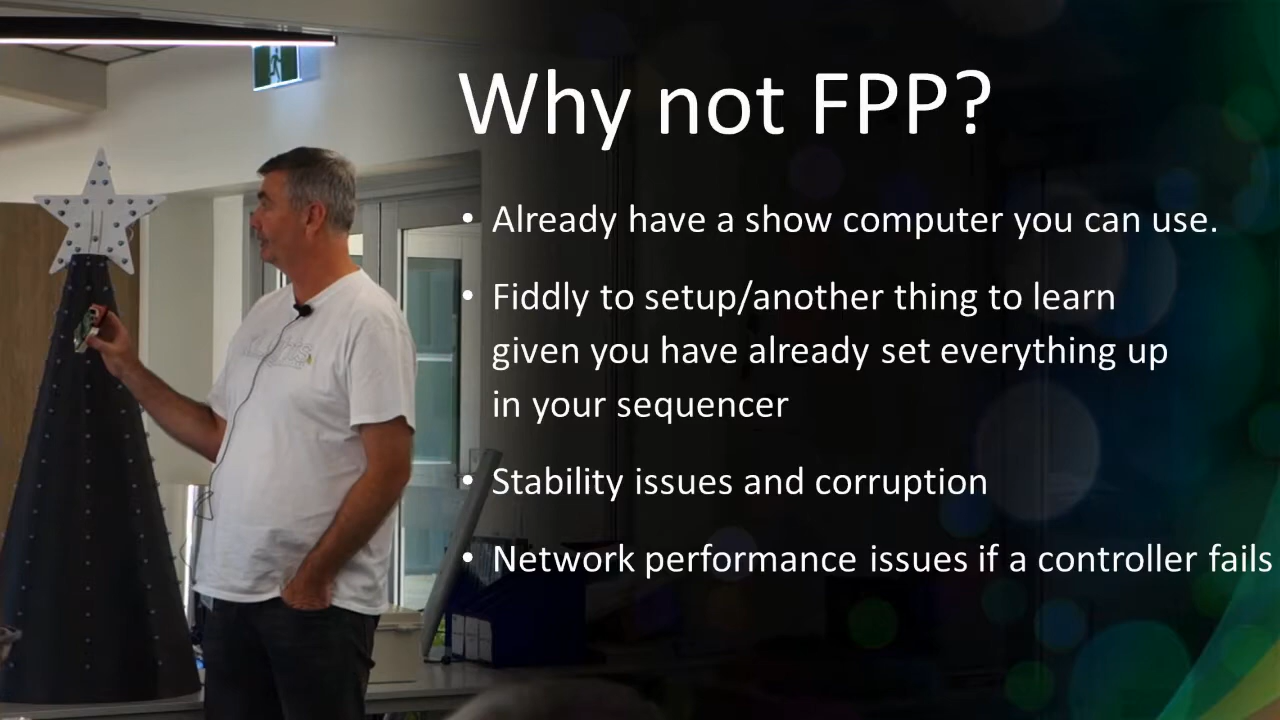 Why not FPP?
• Already have a show computer you can use.
• Fiddly to setup/another thing to learn
given you have already set everything up
in your sequencer
• Stability issues and corruption
• Network performance issues if a controller fails